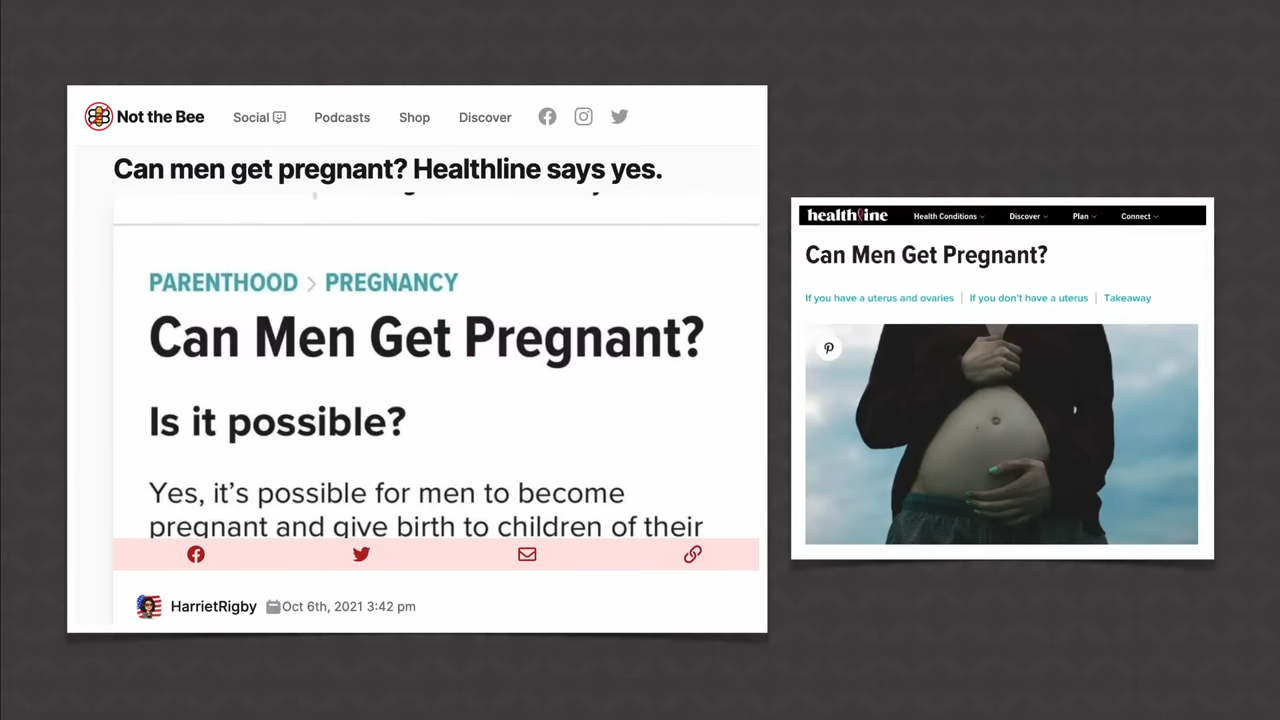 Not the Bee Social Podcasts Shop Discover
Can men get pregnant? Healthline says yes.
PARENTHOOD > PREGNANCY
Can Men Get Pregnant?
Is it possible?
Yes, it's possible for men to become
pregnant and give birth to children of their
HarrietRigby Oct 6th, 2021 3:42 pm
healthline Health Conditions Discover Plan Connect
Can Men Get Pregnant?
If you have a uterus and ovaries | If you don't have a uterus | Takeaway